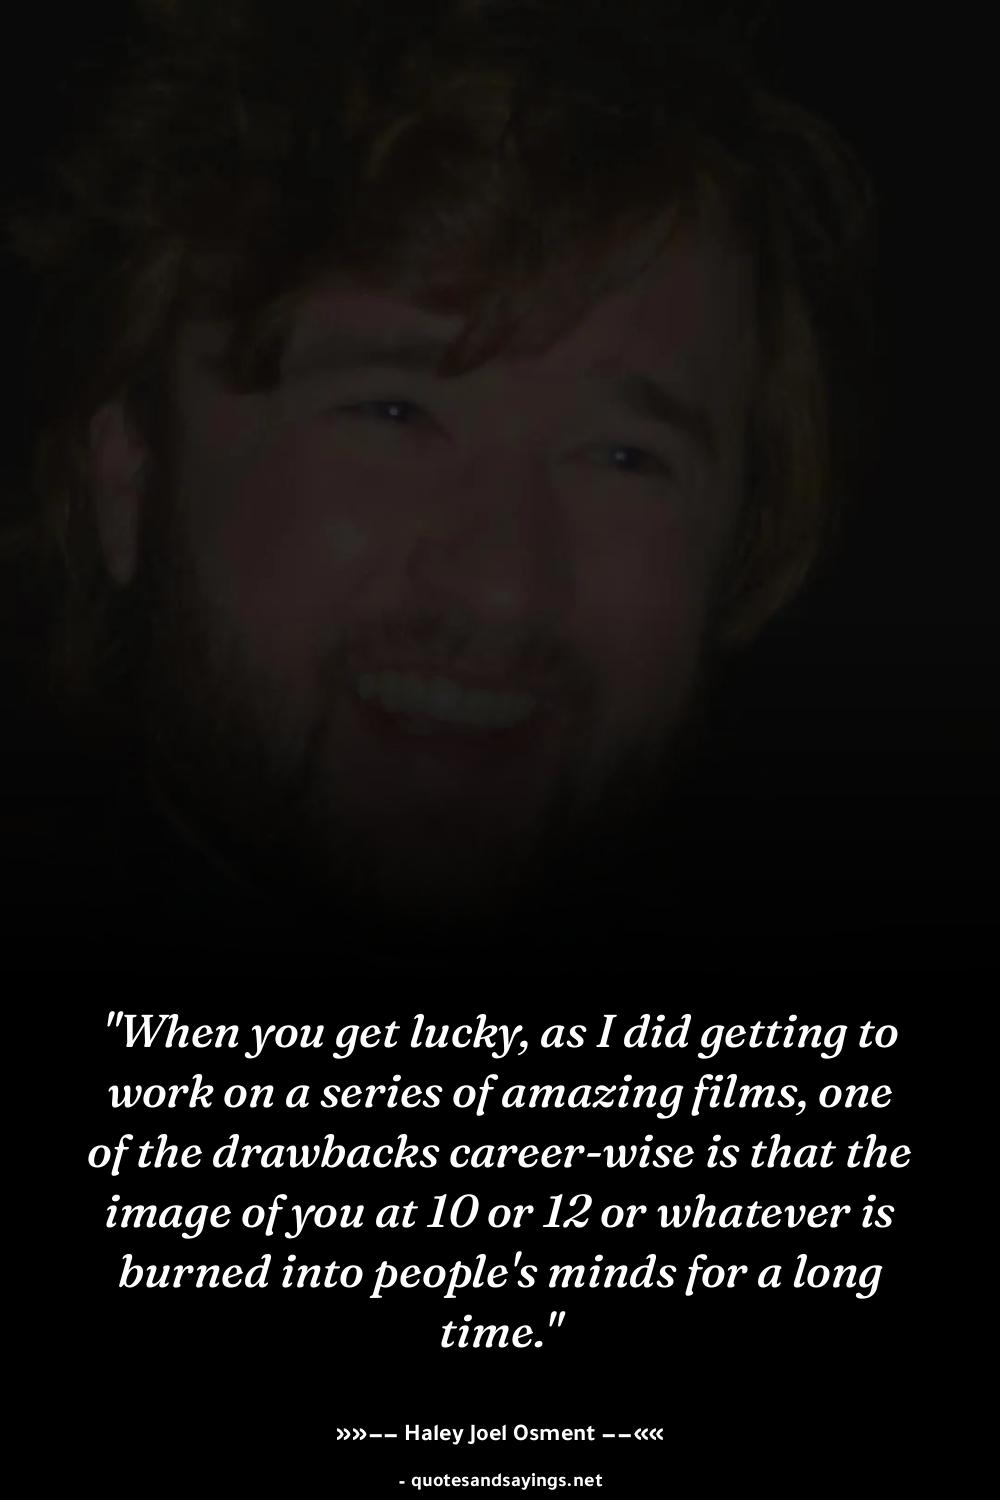 "When you get lucky, as I did getting to
work on a series of amazing films, one
of the drawbacks career-wise is that the
image of you at 10 or 12 or whatever is
burned into people's minds for a long
time."
»»–– Haley Joel Osment ––««
- quotesandsayings.net